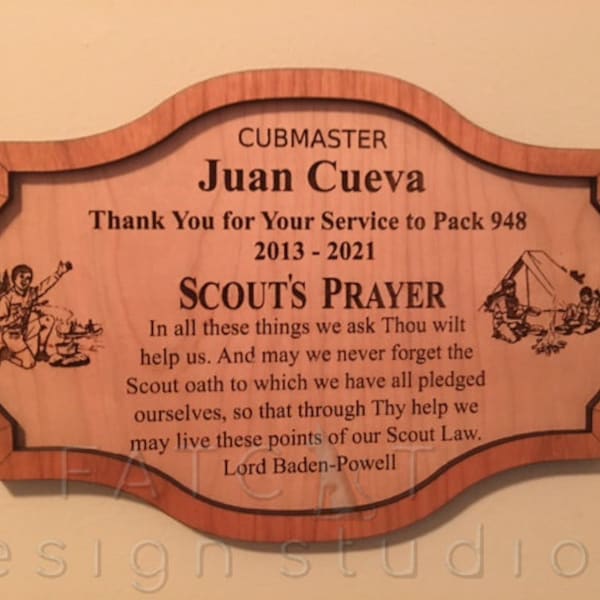 CUBMASTER
Juan Cueva
Thank You for Your Service to Pack 948
2013 - 2021
SCOUT'S PRAYER
In all these things we ask Thou wilt
help us. And may we never forget the
Scout oath to which we have all pledged
ourselves, so that through Thy help we
may live these points of our Scout Law.
Lord Baden-Powell
FATCAT
esign studio